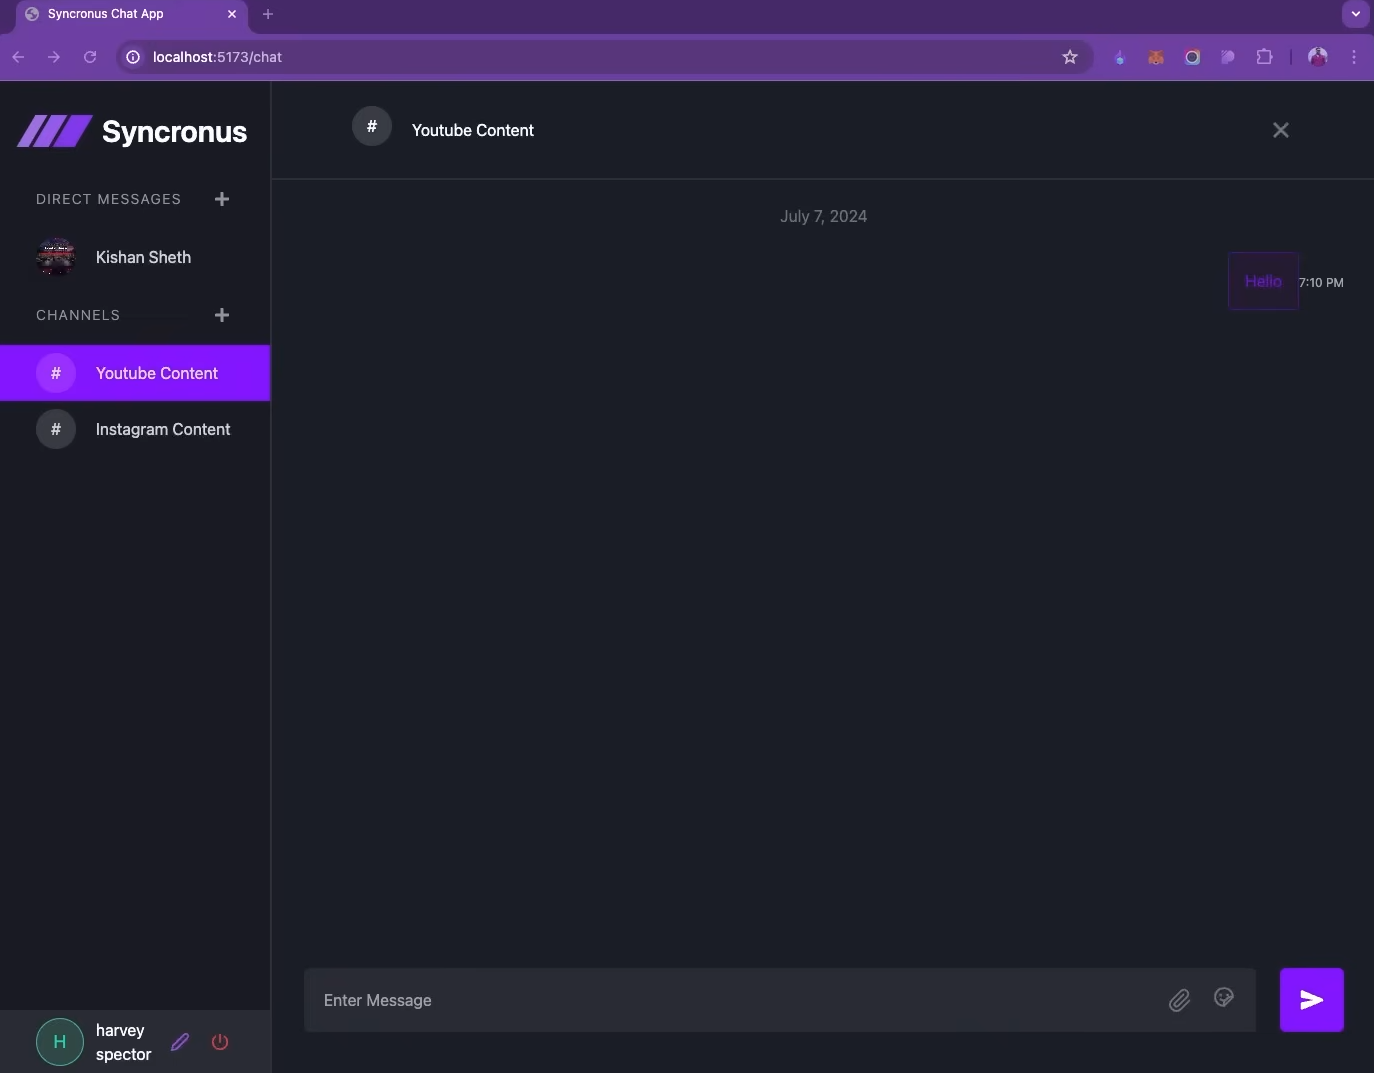 Syncronus Chat App
localhost:5173/chat
Syncronus
DIRECT MESSAGES
Kishan Sheth
CHANNELS
# Youtube Content
# Instagram Content
# Youtube Content
July 7, 2024
Hello
7:10 PM
Enter Message
H
harvey
spector